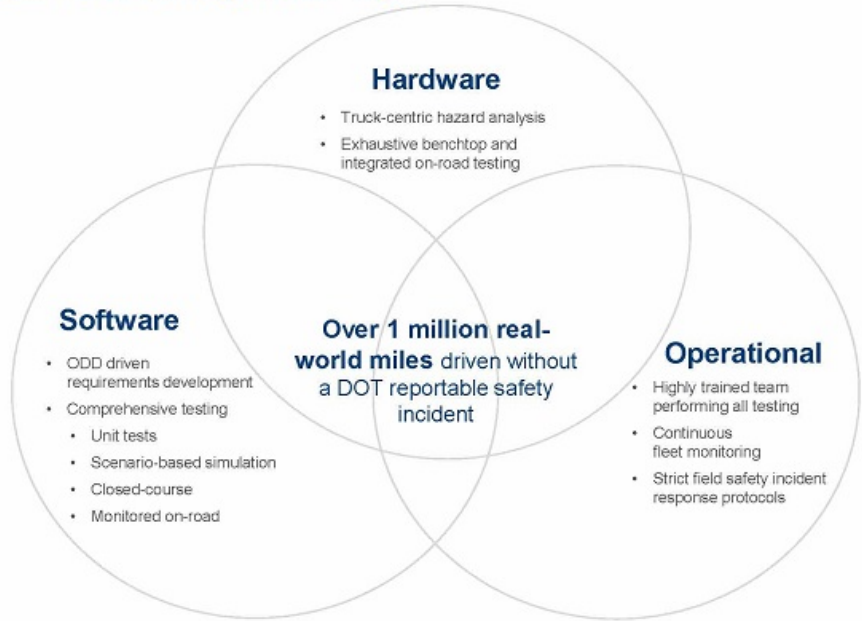 Hardware
• Truck-centric hazard analysis
• Exhaustive benchtop and
integrated on-road testing
Software
• ODD driven
requirements development
• Comprehensive testing
• Unit tests
• Scenario-based simulation
• Closed-course
• Monitored on-road
Over 1 million real-
world miles driven without
a DOT reportable safety
incident
Operational
• Highly trained team
performing all testing
• Continuous
fleet monitoring
• Strict field safety incident
response protocols